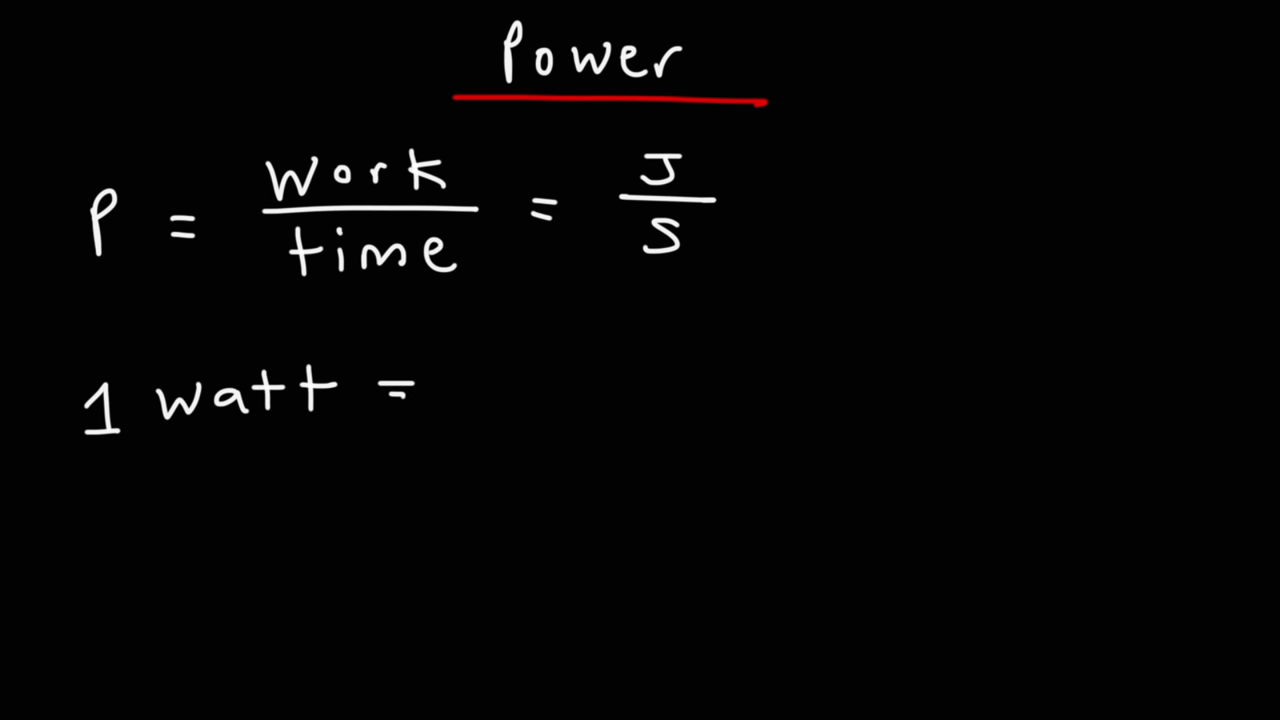 Power
P = Work / time = J / S
1 watt =